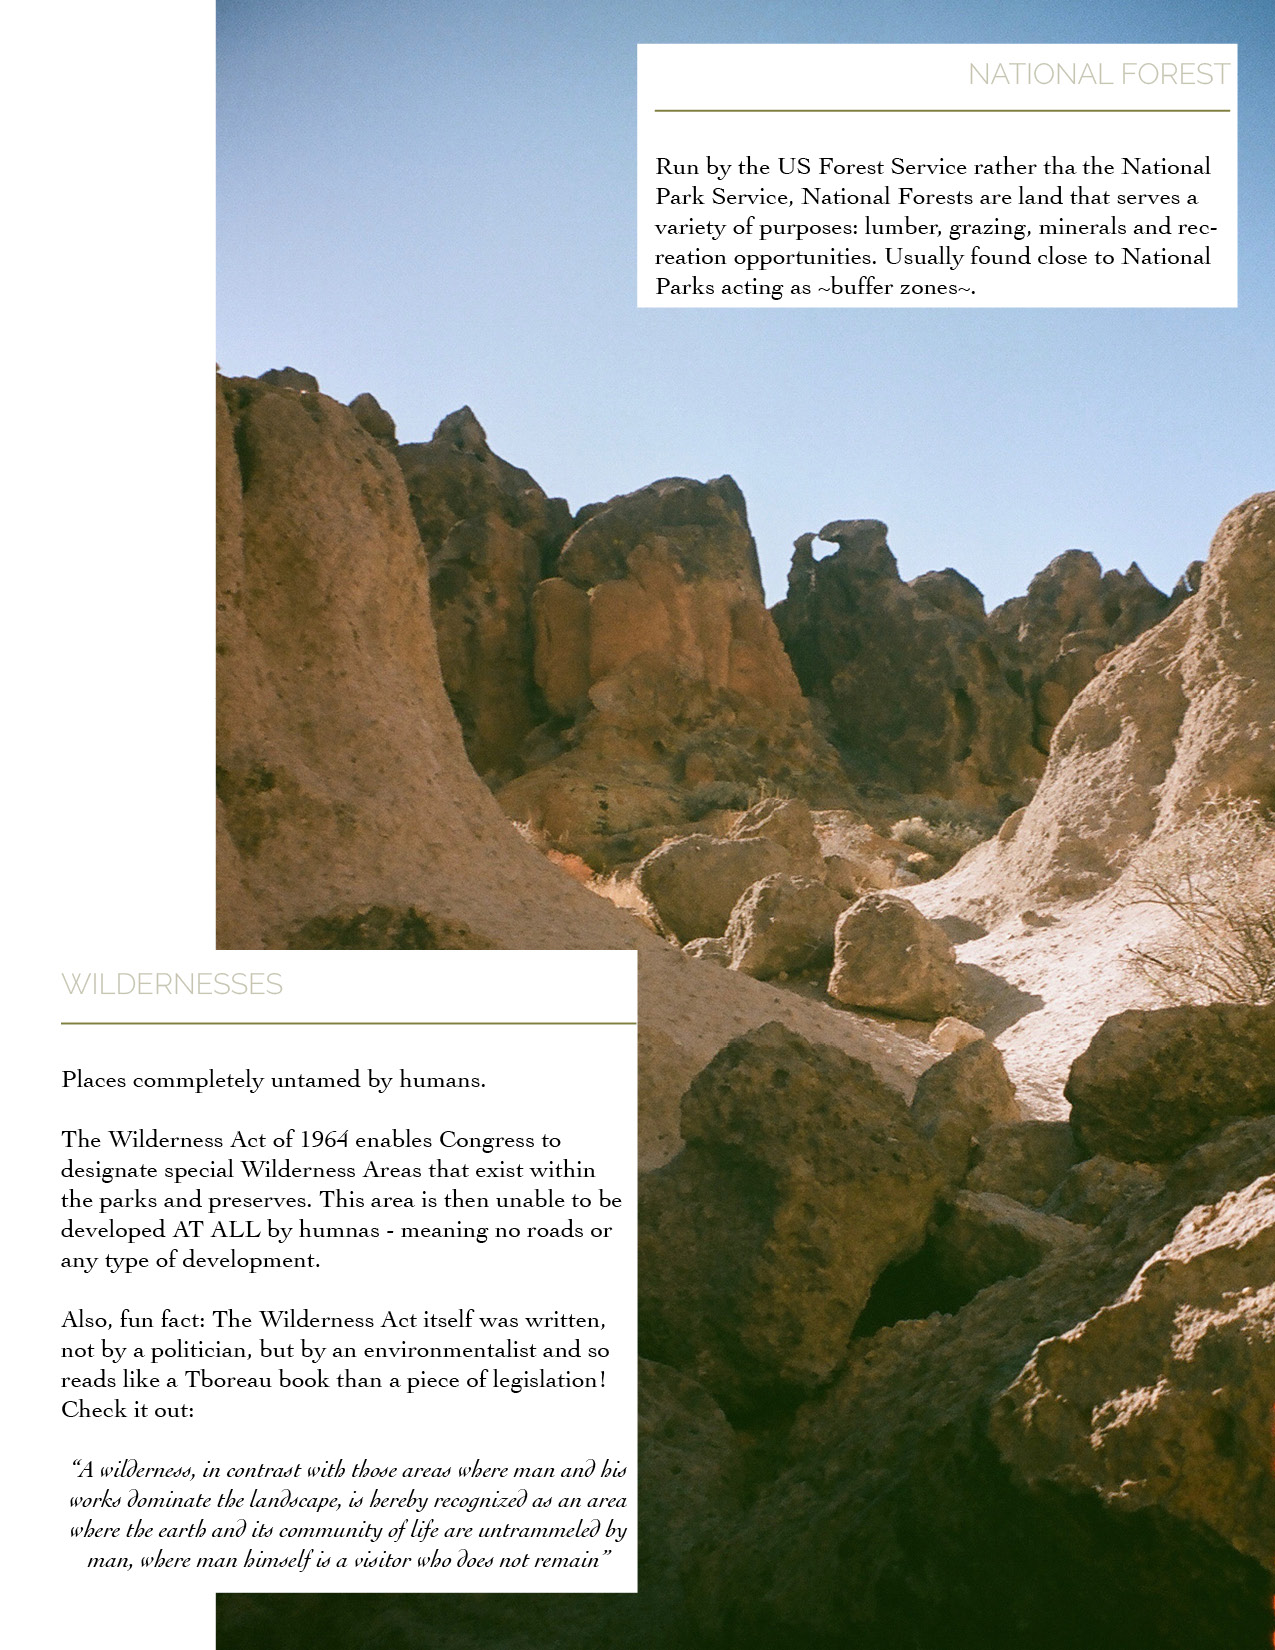 NATIONAL FOREST
Run by the US Forest Service rather tha the National
Park Service, National Forests are land that serves a
variety of purposes: lumber, grazing, minerals and rec-
reation opportunities. Usually found close to National
Parks acting as ~buffer zones~.
WILDERNESSES
Places commpletely untamed by humans.
The Wilderness Act of 1964 enables Congress to
designate special Wilderness Areas that exist within
the parks and preserves. This area is then unable to be
developed AT ALL by humnas - meaning no roads or
any type of development.
Also, fun fact: The Wilderness Act itself was written,
not by a politician, but by an environmentalist and so
reads like a Tboreau book than a piece of legislation!
Check it out:
“A wilderness, in contrast with those areas where man and his
works dominate the landscape, is hereby recognized as an area
where the earth and its community of life are untrammeled by
man, where man himself is a visitor who does not remain”